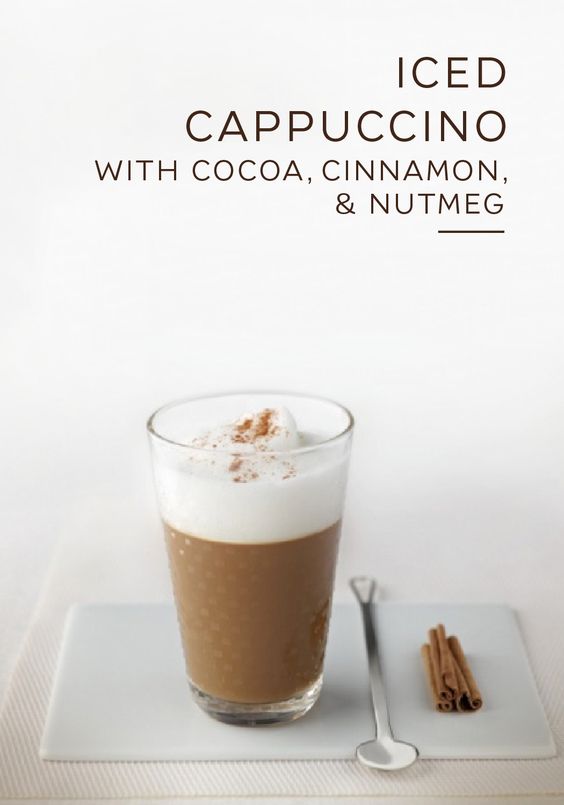 ICED
CAPPUCCINO
WITH COCOA, CINNAMON,
& NUTMEG